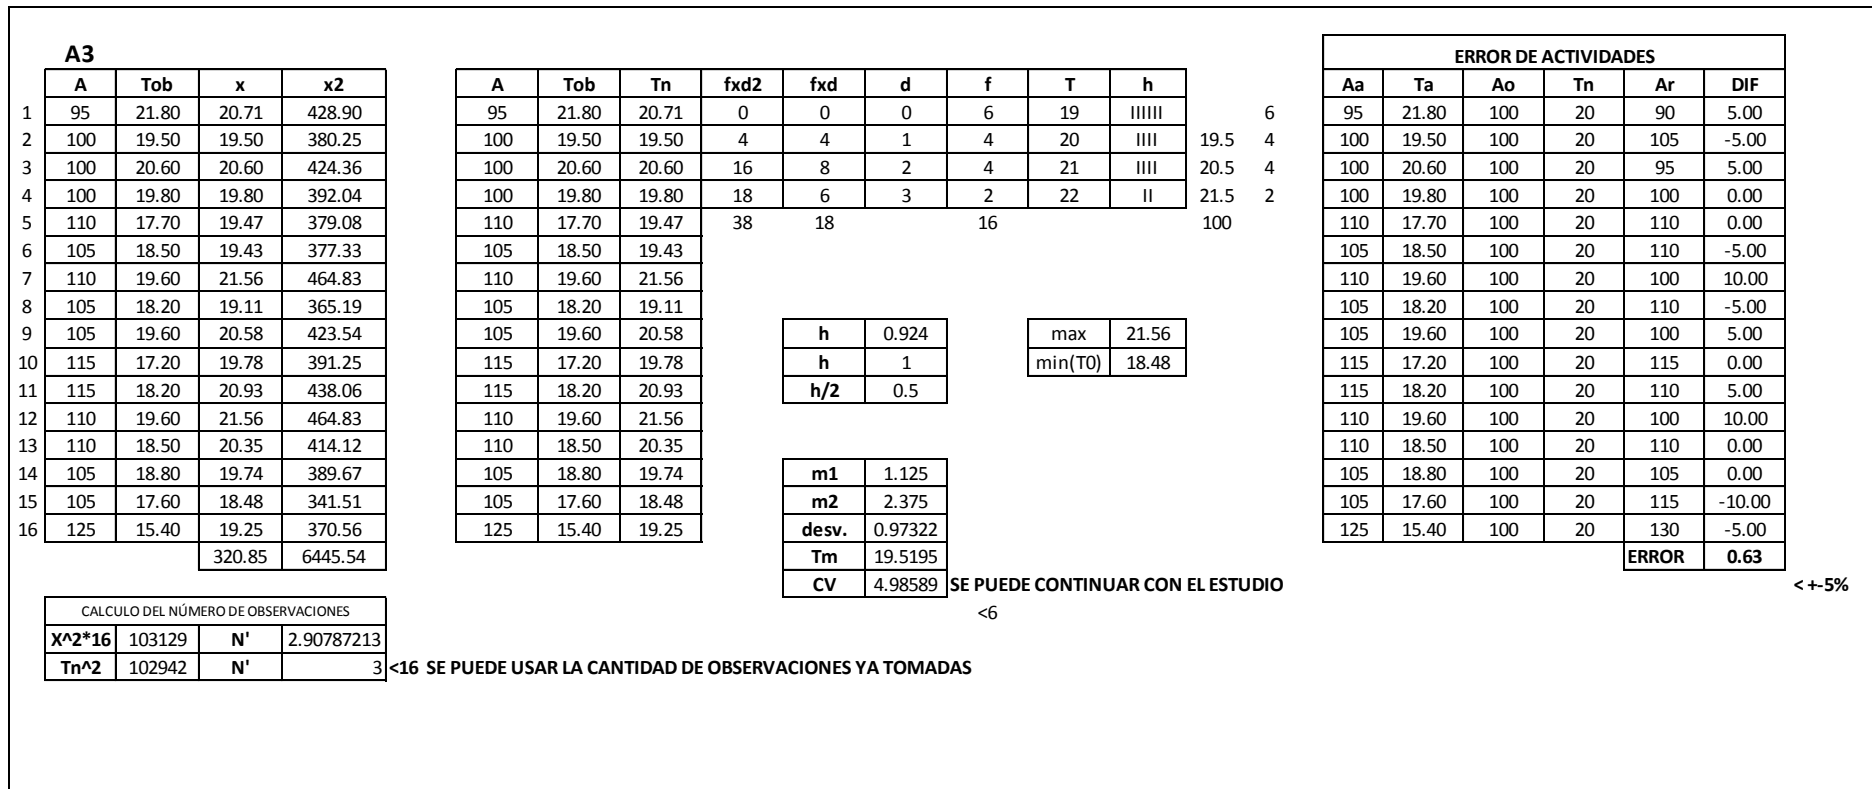 A3 ERROR DE ACTIVIDADES
A Tob x x2 A Tob Tn fxd2 fxd d f T h Aa Ta Ao Tn Ar DIF
1 95 21.80 20.71 428.90 95 21.80 20.71 0 0 0 6 19 IIIIII 6 95 21.80 100 20 90 5.00
2 100 19.50 19.50 380.25 100 19.50 19.50 4 4 1 4 20 IIII 19.5 4 100 19.50 100 20 105 -5.00
3 100 20.60 20.60 424.36 100 20.60 20.60 16 8 2 4 21 IIII 20.5 4 100 20.60 100 20 95 5.00
4 100 19.80 19.80 392.04 100 19.80 19.80 18 6 3 2 22 II 21.5 2 100 19.80 100 20 100 0.00
5 110 17.70 19.47 379.08 110 17.70 19.47 38 18 16 100 110 17.70 100 20 110 0.00
6 105 18.50 19.43 377.33 105 18.50 19.43 105 18.50 100 20 110 -5.00
7 110 19.60 21.56 464.83 110 19.60 21.56 110 19.60 100 20 100 10.00
8 105 18.20 19.11 365.19 105 18.20 19.11 105 18.20 100 20 110 -5.00
9 105 19.60 20.58 423.54 105 19.60 20.58 h 0.924 max 21.56 105 19.60 100 20 100 5.00
10 115 17.20 19.78 391.25 115 17.20 19.78 h 1 min(T0) 18.48 115 17.20 100 20 115 0.00
11 115 18.20 20.93 438.06 115 18.20 20.93 h/2 0.5 115 18.20 100 20 110 5.00
12 110 19.60 21.56 464.83 110 19.60 21.56 110 19.60 100 20 100 10.00
13 110 18.50 20.35 414.12 110 18.50 20.35 110 18.50 100 20 110 0.00
14 105 18.80 19.74 389.67 105 18.80 19.74 m1 1.125 105 18.80 100 20 105 0.00
15 105 17.60 18.48 341.51 105 17.60 18.48 m2 2.375 105 17.60 100 20 115 -10.00
16 125 15.40 19.25 370.56 125 15.40 19.25 desv. 0.97322 125 15.40 100 20 130 -5.00
320.85 6445.54 Tm 19.5195 ERROR 0.63
CV 4.98589 SE PUEDE CONTINUAR CON EL ESTUDIO < +-5%
CALCULO DEL NÚMERO DE OBSERVACIONES <6
X^2*16 103129 N' 2.90787213
Tn^2 102942 N' 3 <16 SE PUEDE USAR LA CANTIDAD DE OBSERVACIONES YA TOMADAS